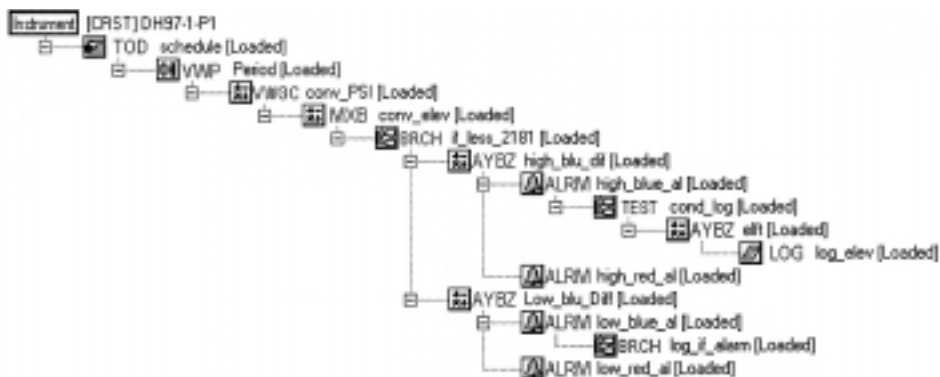 Instrument [CRST] DH97-1-P1
TOD schedule [Loaded]
VWP Period [Loaded]
VWSC conv_PSI [Loaded]
MXB conv_elev [Loaded]
BRCH if_less_2181 [Loaded]
AYBZ high_blu_dif [Loaded]
ALRM high_blue_al [Loaded]
TEST cond_log [Loaded]
AYBZ [Loaded]
LOG log_elev [Loaded]
ALRM high_red_al [Loaded]
AYBZ Low_blu_Diff [Loaded]
ALRM low_blue_al [Loaded]
BRCH log_if_alarm [Loaded]
ALRM low_red_al [Loaded]